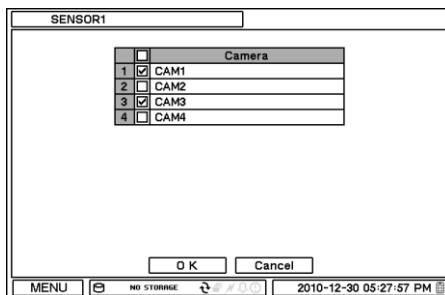 SENSOR1
Camera
1 CAM1
2 CAM2
3 CAM3
4 CAM4
OK Cancel
MENU NO STORAGE 2010-12-30 05:27:57 PM